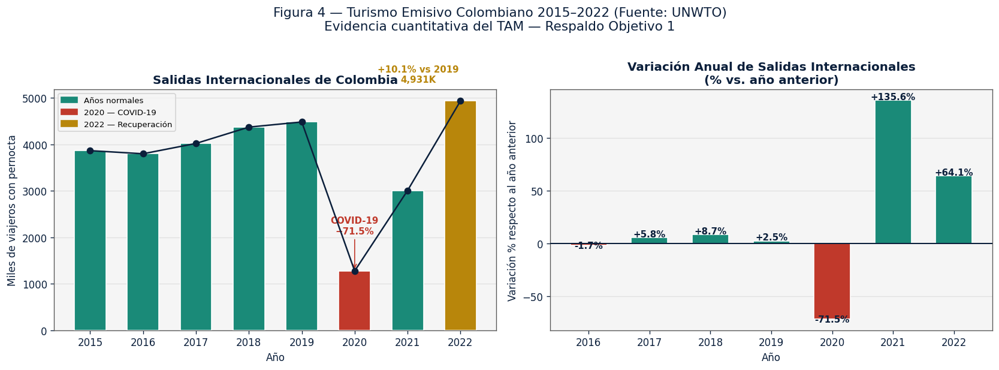 Figura 4 — Turismo Emisivo Colombiano 2015–2022 (Fuente: UNWTO)
Evidencia cuantitativa del TAM — Respaldo Objetivo 1
+10.1% vs 2019
4,931K
Salidas Internacionales de Colombia
Años normales
2020 — COVID-19
2022 — Recuperación
Miles de viajeros con pernocta
5000
4000
3000
2000
1000
0
COVID-19
−71.5%
2015 2016 2017 2018 2019 2020 2021 2022
Año
Variación Anual de Salidas Internacionales
(% vs. año anterior)
Variación % respecto al año anterior
100
50
0
−50
-1.7%
+5.8%
+8.7%
+2.5%
-71.5%
+135.6%
+64.1%
2016 2017 2018 2019 2020 2021 2022
Año